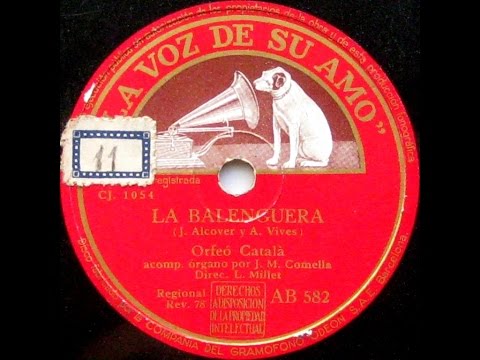 "LA VOZ DE SU AMO"
11
registrada
CJ. 1054
LA BALENGUERA
(J. Alcover y A. Vives)
Orfeó Català
acomp. órgano por J. M. Comella
Direc. L. Millet
Regional
Rev. 78
DERECHOS
A DISPOSICION
DE LA PROPIEDAD
INTELECTUAL
AB 582
COMPAÑIA DEL GRAMOFONO ODEON S.A.E. Barcelona